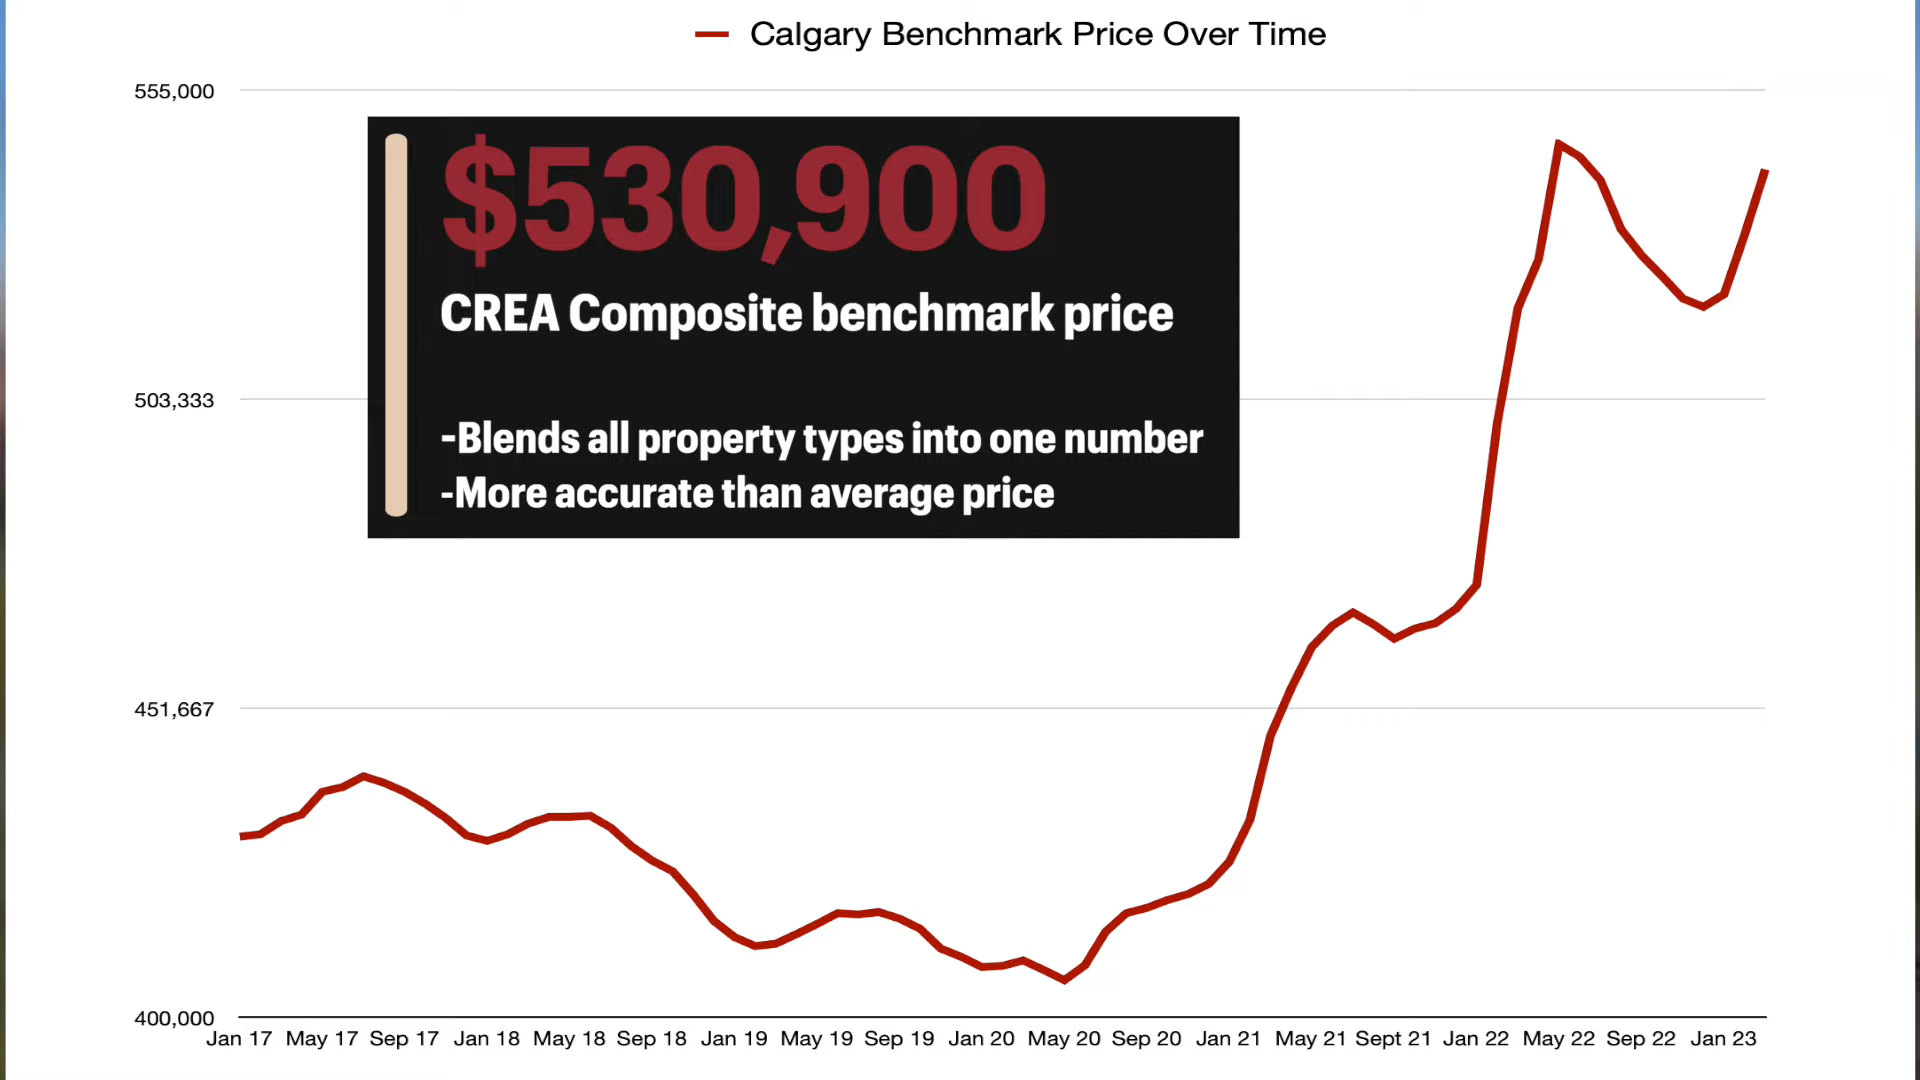 Calgary Benchmark Price Over Time
555,000
$530,900
CREA Composite benchmark price
503,333
-Blends all property types into one number
-More accurate than average price
451,667
400,000
Jan 17 May 17 Sep 17 Jan 18 May 18 Sep 18 Jan 19 May 19 Sep 19 Jan 20 May 20 Sep 20 Jan 21 May 21 Sept 21 Jan 22 May 22 Sep 22 Jan 23